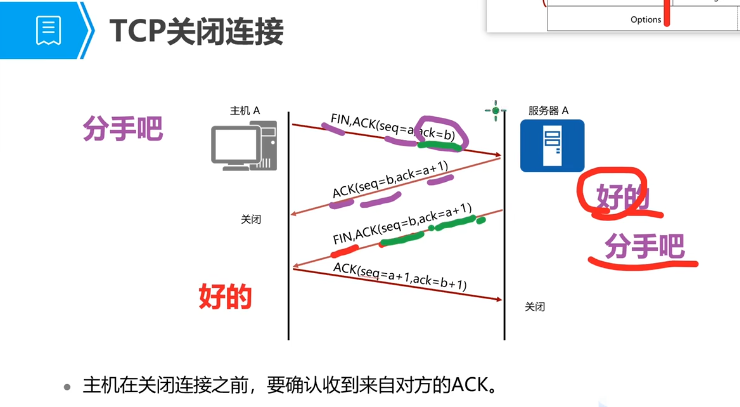 Options
TCP关闭连接
主机 A
服务器 A
分手吧
FIN,ACK(seq=a,ack=b)
ACK(seq=b,ack=a+1)
好的
关闭
FIN,ACK(seq=b,ack=a+1)
分手吧
ACK(seq=a+1,ack=b+1)
好的
关闭
主机在关闭连接之前，要确认收到来自对方的ACK。